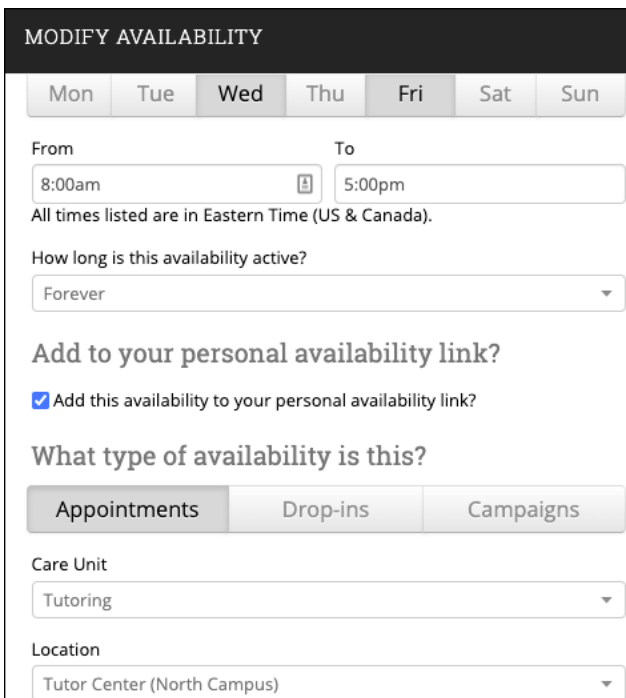 MODIFY AVAILABILITY
Mon Tue Wed Thu Fri Sat Sun
From To
8:00am 5:00pm
All times listed are in Eastern Time (US & Canada).
How long is this availability active?
Forever
Add to your personal availability link?
Add this availability to your personal availability link?
What type of availability is this?
Appointments Drop-ins Campaigns
Care Unit
Tutoring
Location
Tutor Center (North Campus)